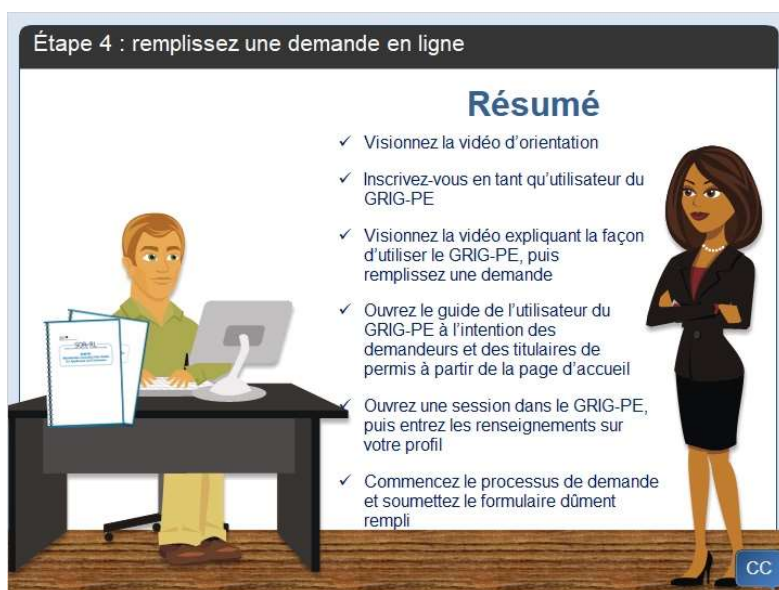 Étape 4 : remplissez une demande en ligne
Résumé
✓ Visionnez la vidéo d'orientation
✓ Inscrivez-vous en tant qu'utilisateur du
GRIG-PE
✓ Visionnez la vidéo expliquant la façon
d'utiliser le GRIG-PE, puis
remplissez une demande
✓ Ouvrez le guide de l'utilisateur du
GRIG-PE à l'intention des
demandeurs et des titulaires de
permis à partir de la page d'accueil
✓ Ouvrez une session dans le GRIG-PE,
puis entrez les renseignements sur
votre profil
✓ Commencez le processus de demande
et soumettez le formulaire dûment
rempli
CC